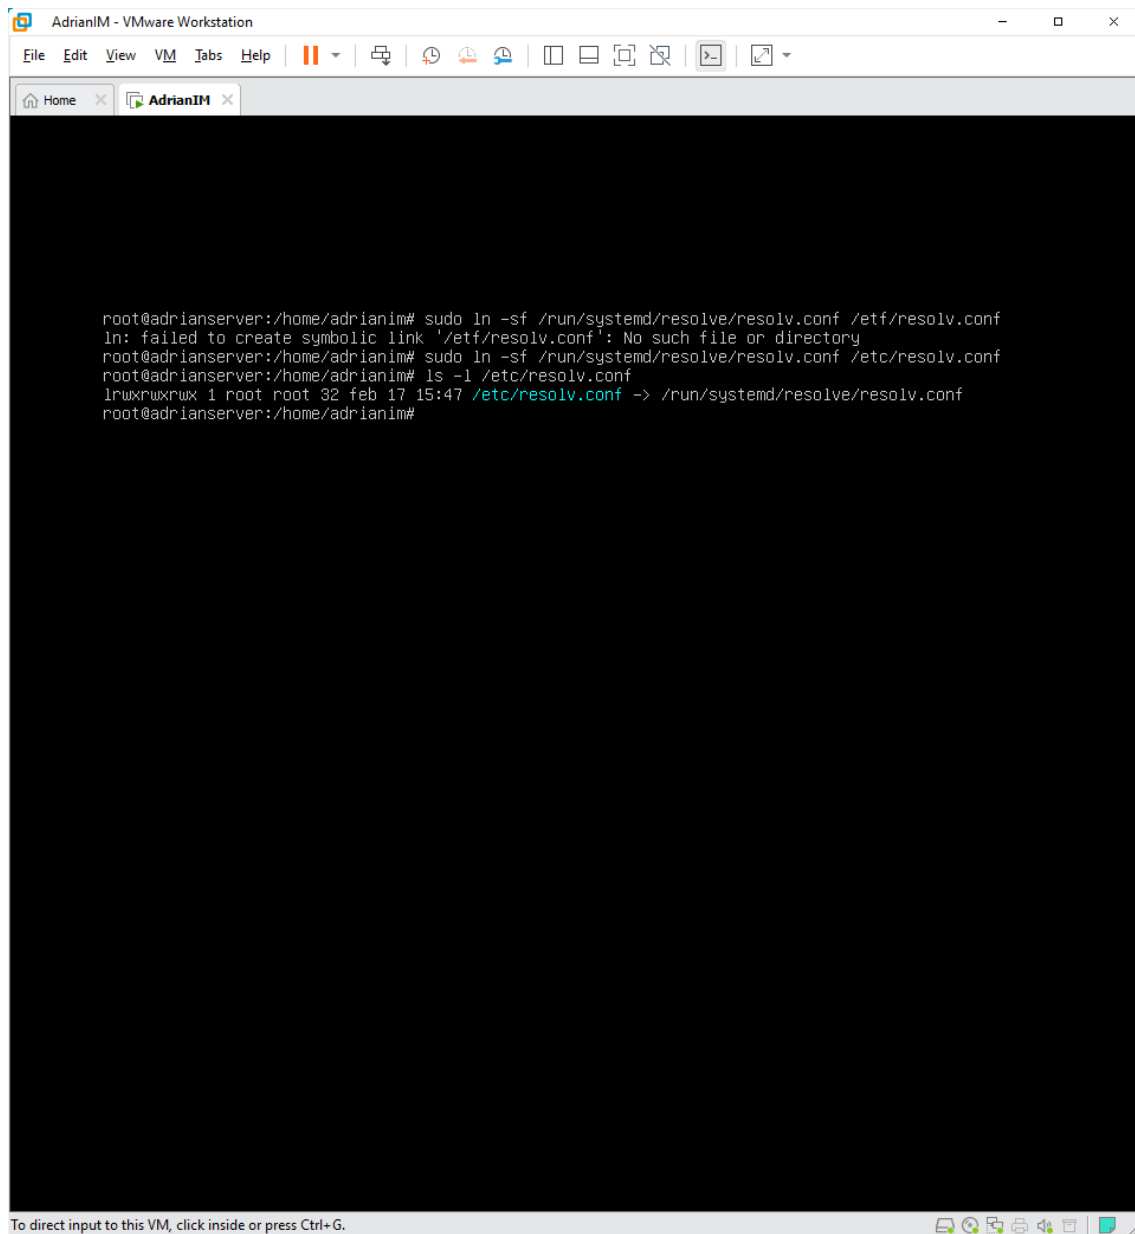 AdrianIM - VMware Workstation
File Edit View VM Tabs Help
Home AdrianIM
root@adrianserver:/home/adrianim# sudo ln -sf /run/systemd/resolve/resolv.conf /etf/resolv.conf
ln: failed to create symbolic link '/etf/resolv.conf': No such file or directory
root@adrianserver:/home/adrianim# sudo ln -sf /run/systemd/resolve/resolv.conf /etc/resolv.conf
root@adrianserver:/home/adrianim# ls -l /etc/resolv.conf
lrwxrwxrwx 1 root root 32 feb 17 15:47 /etc/resolv.conf -> /run/systemd/resolve/resolv.conf
root@adrianserver:/home/adrianim#
To direct input to this VM, click inside or press Ctrl+G.